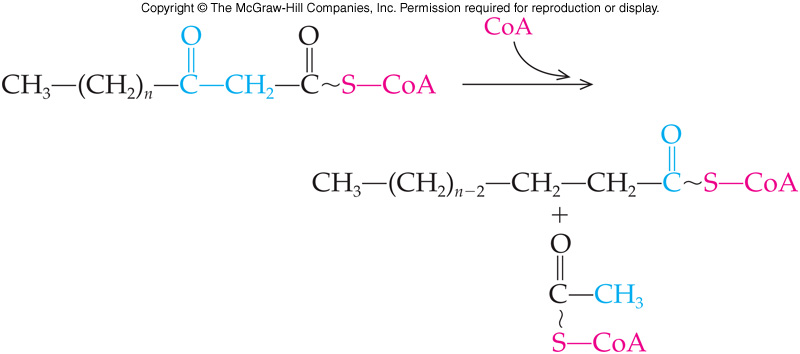 Copyright © The McGraw-Hill Companies, Inc. Permission required for reproduction or display.
CoA
O O
CH₃—(CH₂)ₙ—C—CH₂—C~S—CoA
O
CH₃—(CH₂)ₙ₋₂—CH₂—CH₂—C~S—CoA
+
O
C—CH₃
S—CoA